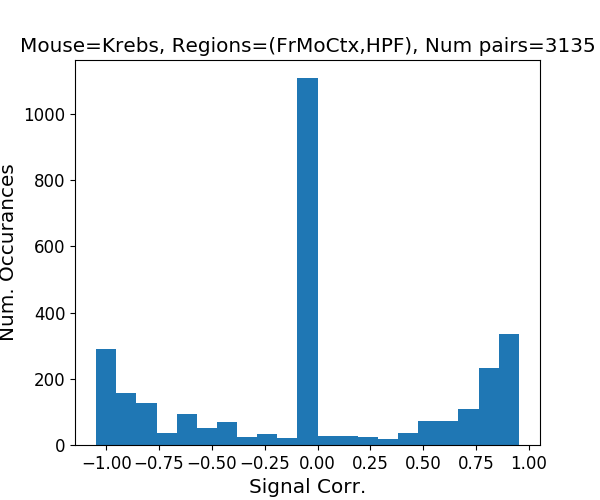 Mouse=Krebs, Regions=(FrMoCtx,HPF), Num pairs=3135
Num. Occurances
1000
800
600
400
200
0
−1.00 −0.75 −0.50 −0.25 0.00 0.25 0.50 0.75 1.00
Signal Corr.